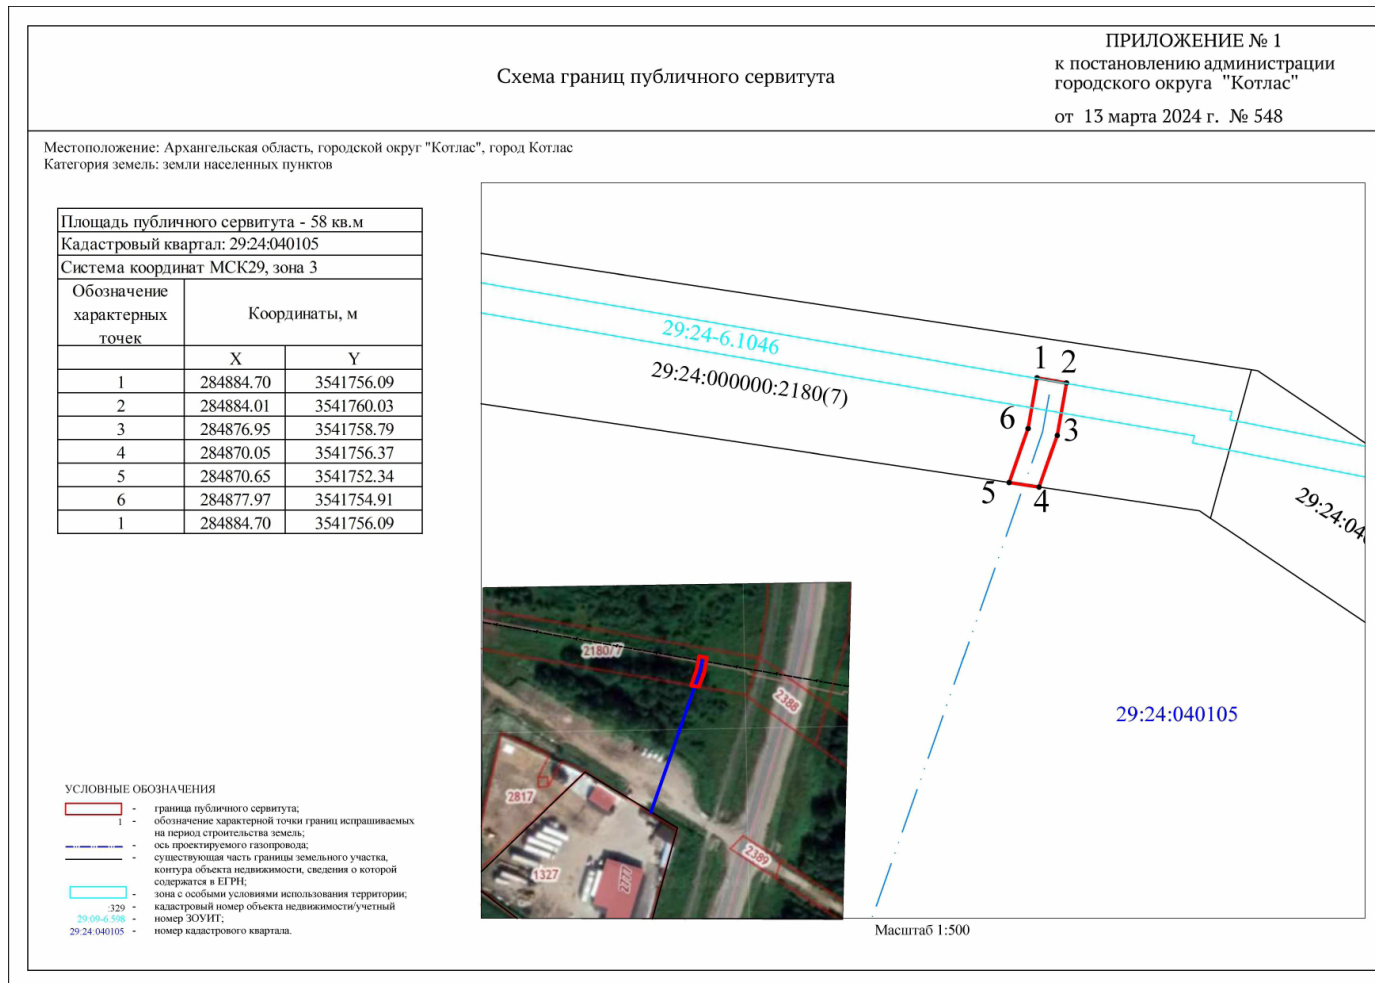 ПРИЛОЖЕНИЕ № 1
к постановлению администрации
городского округа "Котлас"
от 13 марта 2024 г. № 548
Схема границ публичного сервитута
Местоположение: Архангельская область, городской округ "Котлас", город Котлас
Категория земель: земли населенных пунктов
Площадь публичного сервитута - 58 кв.м
Кадастровый квартал: 29:24:040105
Система координат МСК29, зона 3
Обозначение характерных точек Координаты, м
X Y
1 284884.70 3541756.09
2 284884.01 3541760.03
3 284876.95 3541758.79
4 284870.05 3541756.37
5 284870.65 3541752.34
6 284877.97 3541754.91
1 284884.70 3541756.09
29:24-6.1046
29:24:000000:2180(7)
1
2
3
4
5
6
29:24:04
29:24:040105
2180/7
2388
2817
1327
2777
2389
Масштаб 1:500
УСЛОВНЫЕ ОБОЗНАЧЕНИЯ
- граница публичного сервитута;
1 - обозначение характерной точки границ испрашиваемых
на период строительства земель;
- ось проектируемого газопровода;
- существующая часть границы земельного участка,
контура объекта недвижимости, сведения о которой
содержатся в ЕГРН;
- зона с особыми условиями использования территории;
:329 - кадастровый номер объекта недвижимости/учетный
29:09-6.598 - номер ЗОУИТ;
29:24:040105 - номер кадастрового квартала.